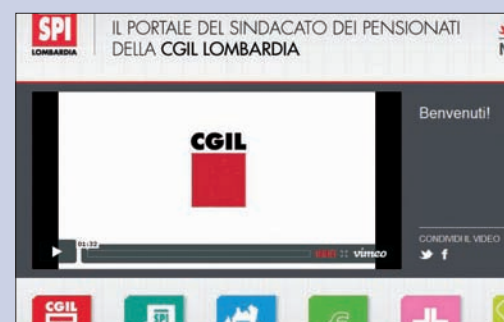 SPI
LOMBARDIA
IL PORTALE DEL SINDACATO DEI PENSIONATI
DELLA CGIL LOMBARDIA
Benvenuti!
CGIL
01:32
vimeo
CONDIVIDI IL VIDEO
CGIL
SPI